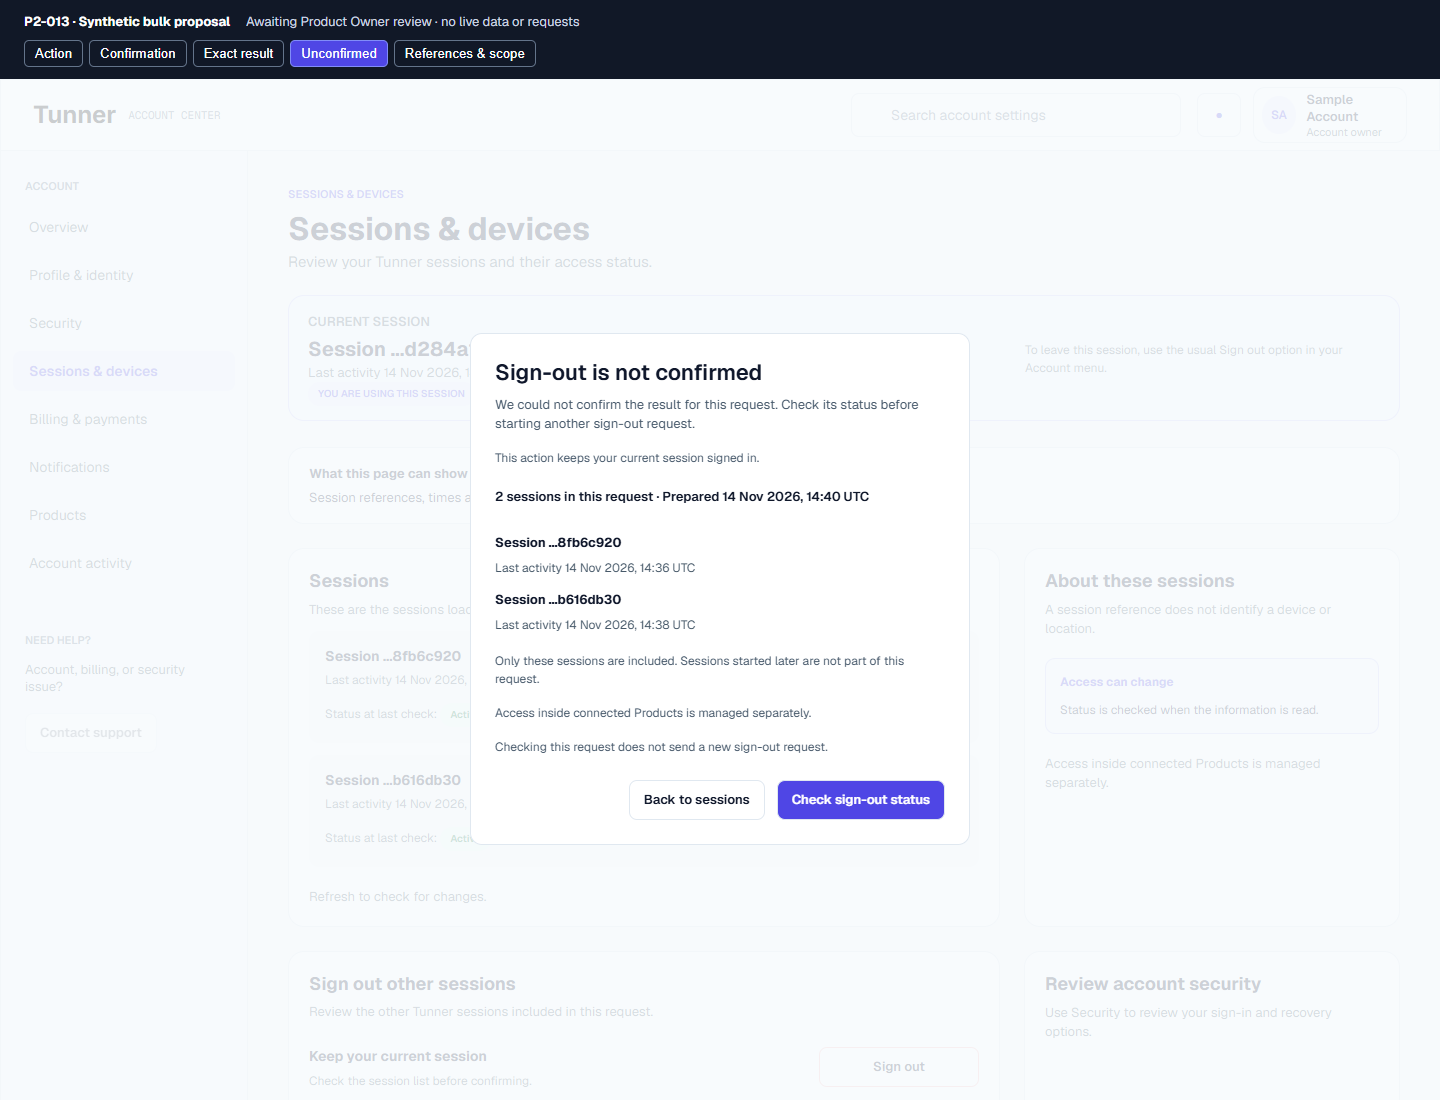 P2-013 · Synthetic bulk proposal Awaiting Product Owner review · no live data or requests
Action Confirmation Exact result Unconfirmed References & scope
Tunner ACCOUNT CENTER
Search account settings
SA
Sample
Account
Account owner
ACCOUNT
Overview
Profile & identity
Security
Sessions & devices
Billing & payments
Notifications
Products
Account activity
NEED HELP?
Account, billing, or security
issue?
Contact support
SESSIONS & DEVICES
Sessions & devices
Review your Tunner sessions and their access status.
CURRENT SESSION
Session ...d284a
Last activity 14 Nov 2026, 1
YOU ARE USING THIS SESSION
To leave this session, use the usual Sign out option in your
Account menu.
What this page can show
Session references, times a
Sessions
These are the sessions load
Session ...8fb6c920
Last activity 14 Nov 2026,
Status at last check: Acti
Session ...b616db30
Last activity 14 Nov 2026,
Status at last check: Activ
Refresh to check for changes.
About these sessions
A session reference does not identify a device or
location.
Access can change
Status is checked when the information is read.
Access inside connected Products is managed
separately.
Sign out other sessions
Review the other Tunner sessions included in this request.
Keep your current session
Check the session list before confirming.
Sign out
Review account security
Use Security to review your sign-in and recovery
options.
Sign-out is not confirmed
We could not confirm the result for this request. Check its status before
starting another sign-out request.
This action keeps your current session signed in.
2 sessions in this request · Prepared 14 Nov 2026, 14:40 UTC
Session ...8fb6c920
Last activity 14 Nov 2026, 14:36 UTC
Session ...b616db30
Last activity 14 Nov 2026, 14:38 UTC
Only these sessions are included. Sessions started later are not part of this
request.
Access inside connected Products is managed separately.
Checking this request does not send a new sign-out request.
Back to sessions Check sign-out status